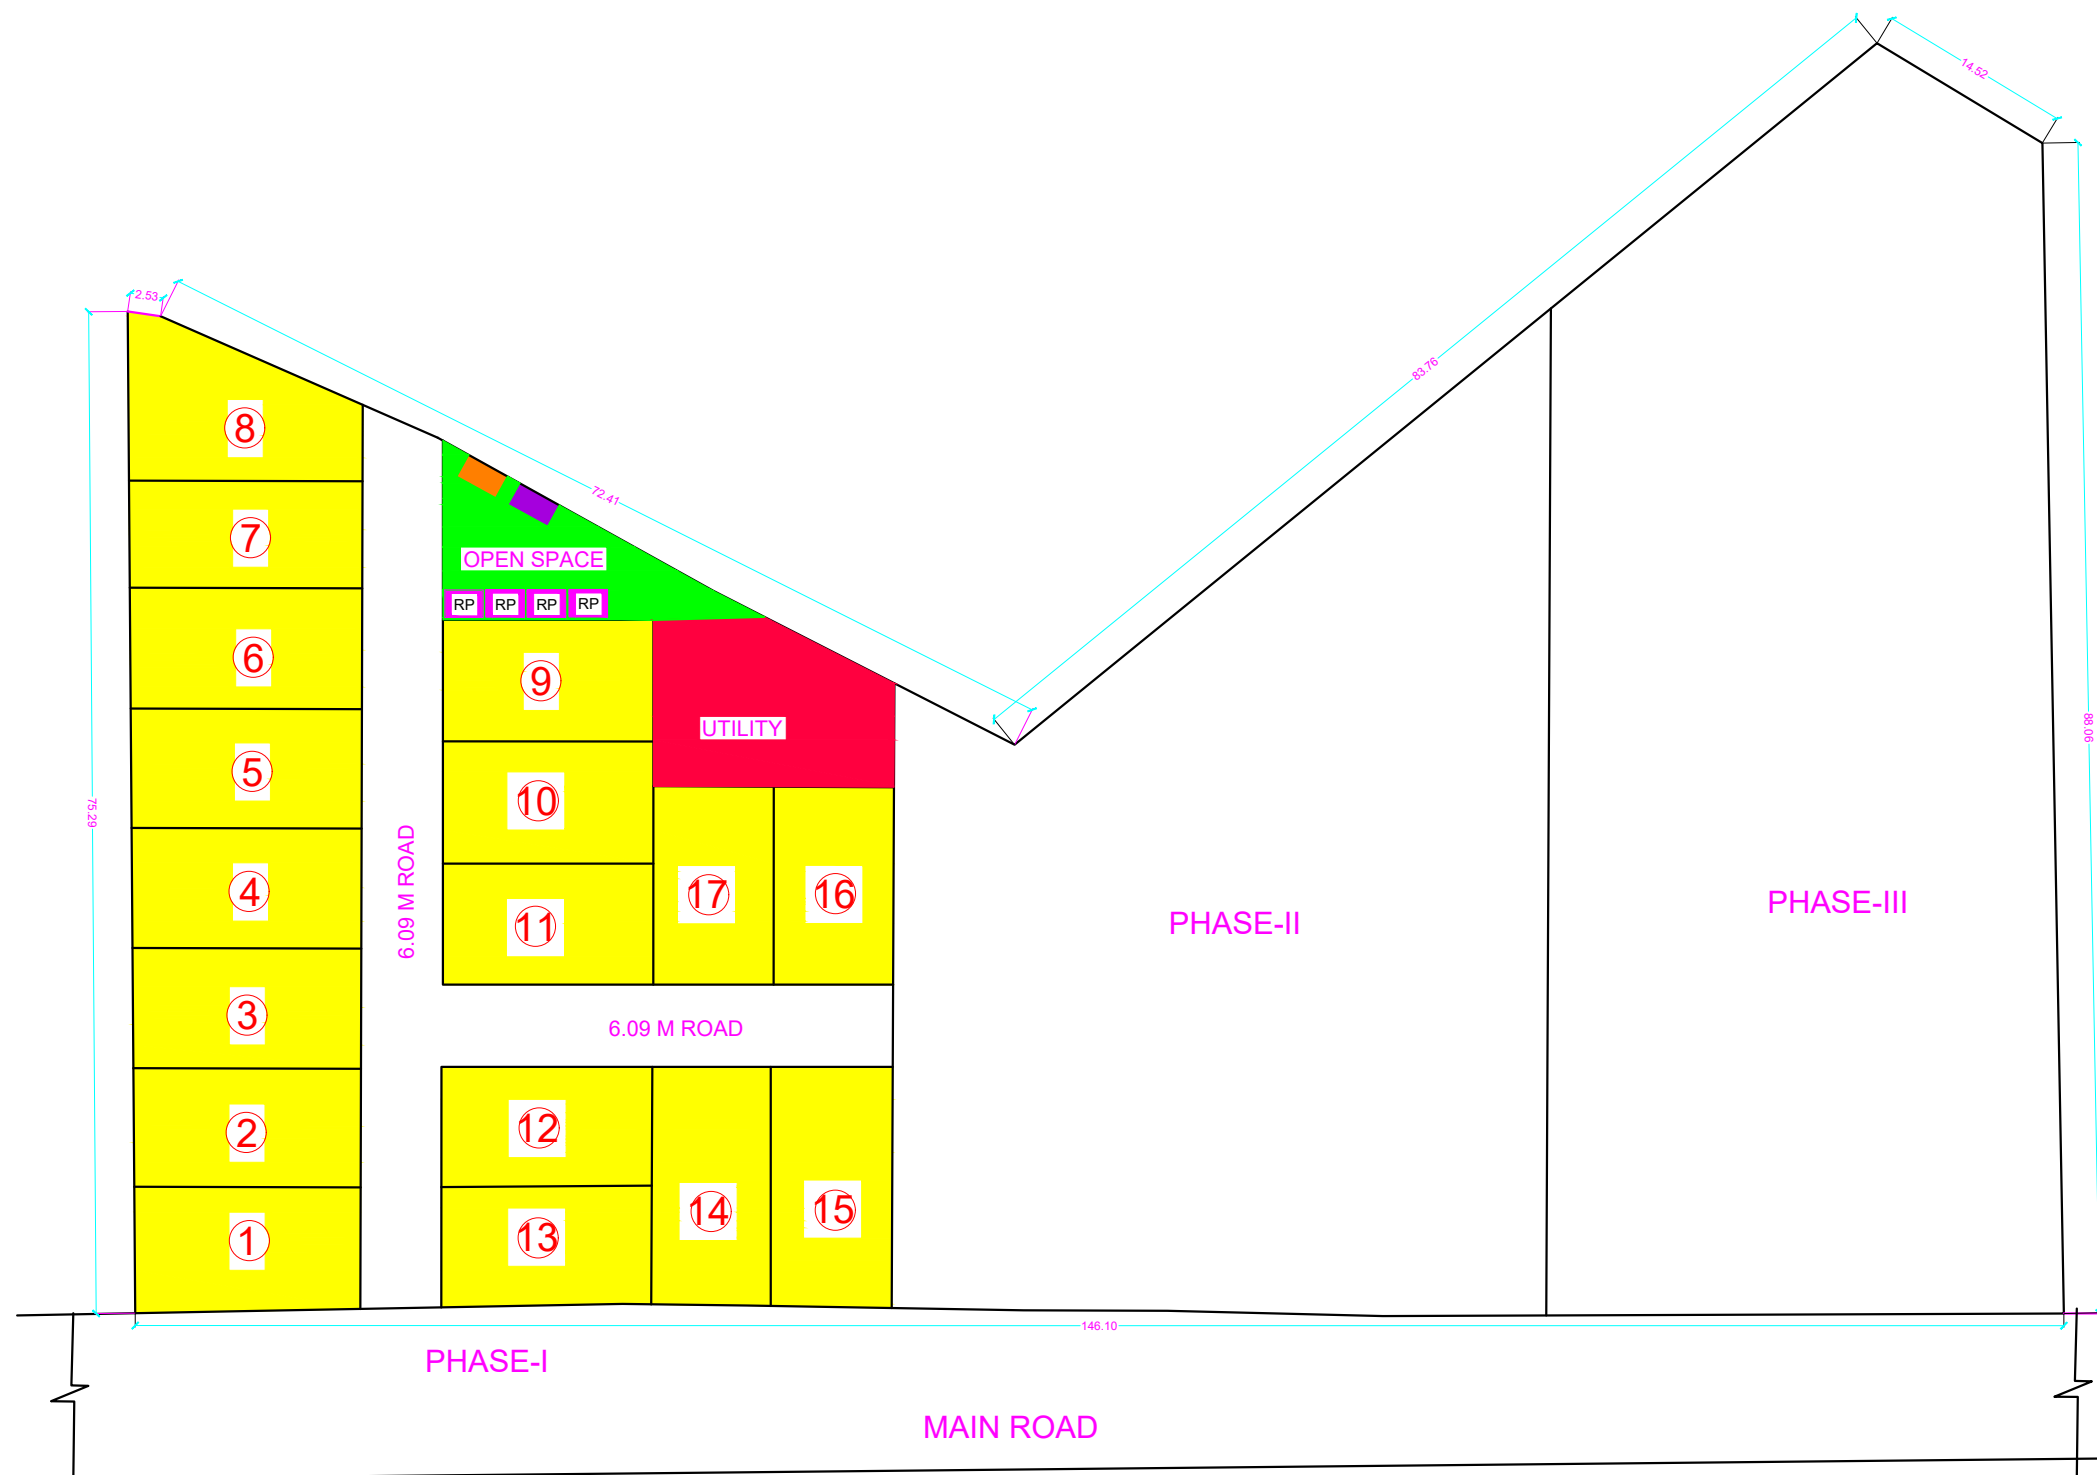 14.52
2.53
83.76
72.41
8
7
OPEN SPACE
RP RP RP RP
6
9
UTILITY
88.06
5
10
75.29
4
6.09 M ROAD
11
17
16
PHASE-II
PHASE-III
3
6.09 M ROAD
2
12
1
13
14
15
146.10
PHASE-I
MAIN ROAD